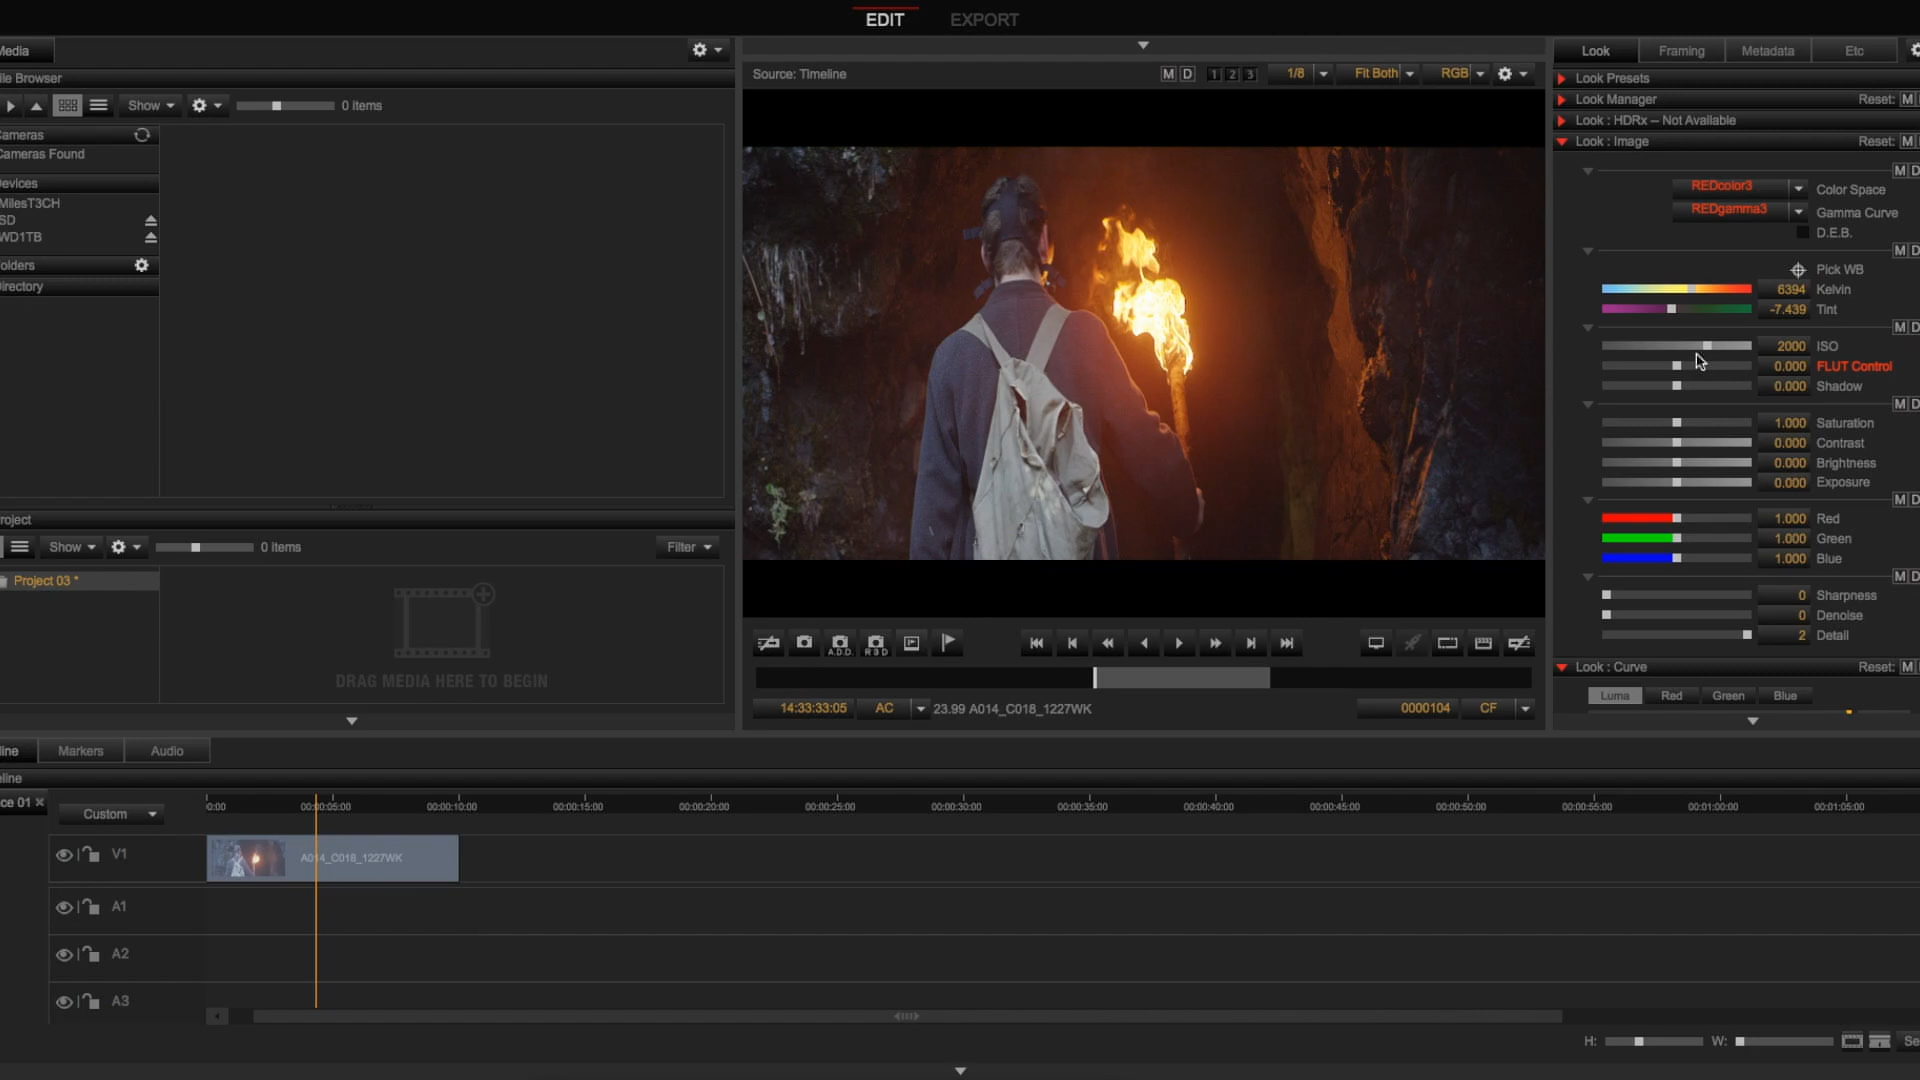 EDIT EXPORT
Media
ile Browser
Show 0 items
Cameras
Cameras Found
evices
MilesT3CH
SD
WD1TB
olders
irectory
roject
Show 0 items Filter
Project 03 *
DRAG MEDIA HERE TO BEGIN
Source: Timeline M D 1 2 3 1/8 Fit Both RGB
A.D.D. R3D
14:33:33:05 AC 23.99 A014_C018_1227WK 0000104 CF
Look Framing Metadata Etc
Look Presets
Look Manager Reset: M
Look : HDRx – Not Available
Look : Image Reset: M
M D
REDcolor3 Color Space
REDgamma3 Gamma Curve
D.E.B.
M D
Pick WB
6394 Kelvin
-7.439 Tint
M D
2000 ISO
0.000 FLUT Control
0.000 Shadow
M D
1.000 Saturation
0.000 Contrast
0.000 Brightness
0.000 Exposure
M D
1.000 Red
1.000 Green
1.000 Blue
M D
0 Sharpness
0 Denoise
2 Detail
Look : Curve Reset: M
Luma Red Green Blue
line Markers Audio
eline
ce 01 ×
Custom 0:00 00:00:05:00 00:00:10:00 00:00:15:00 00:00:20:00 00:00:25:00 00:00:30:00 00:00:35:00 00:00:40:00 00:00:45:00 00:00:50:00 00:00:55:00 00:01:00:00 00:01:05:00
V1 A014_C018_1227WK
A1
A2
A3
H: W: Se